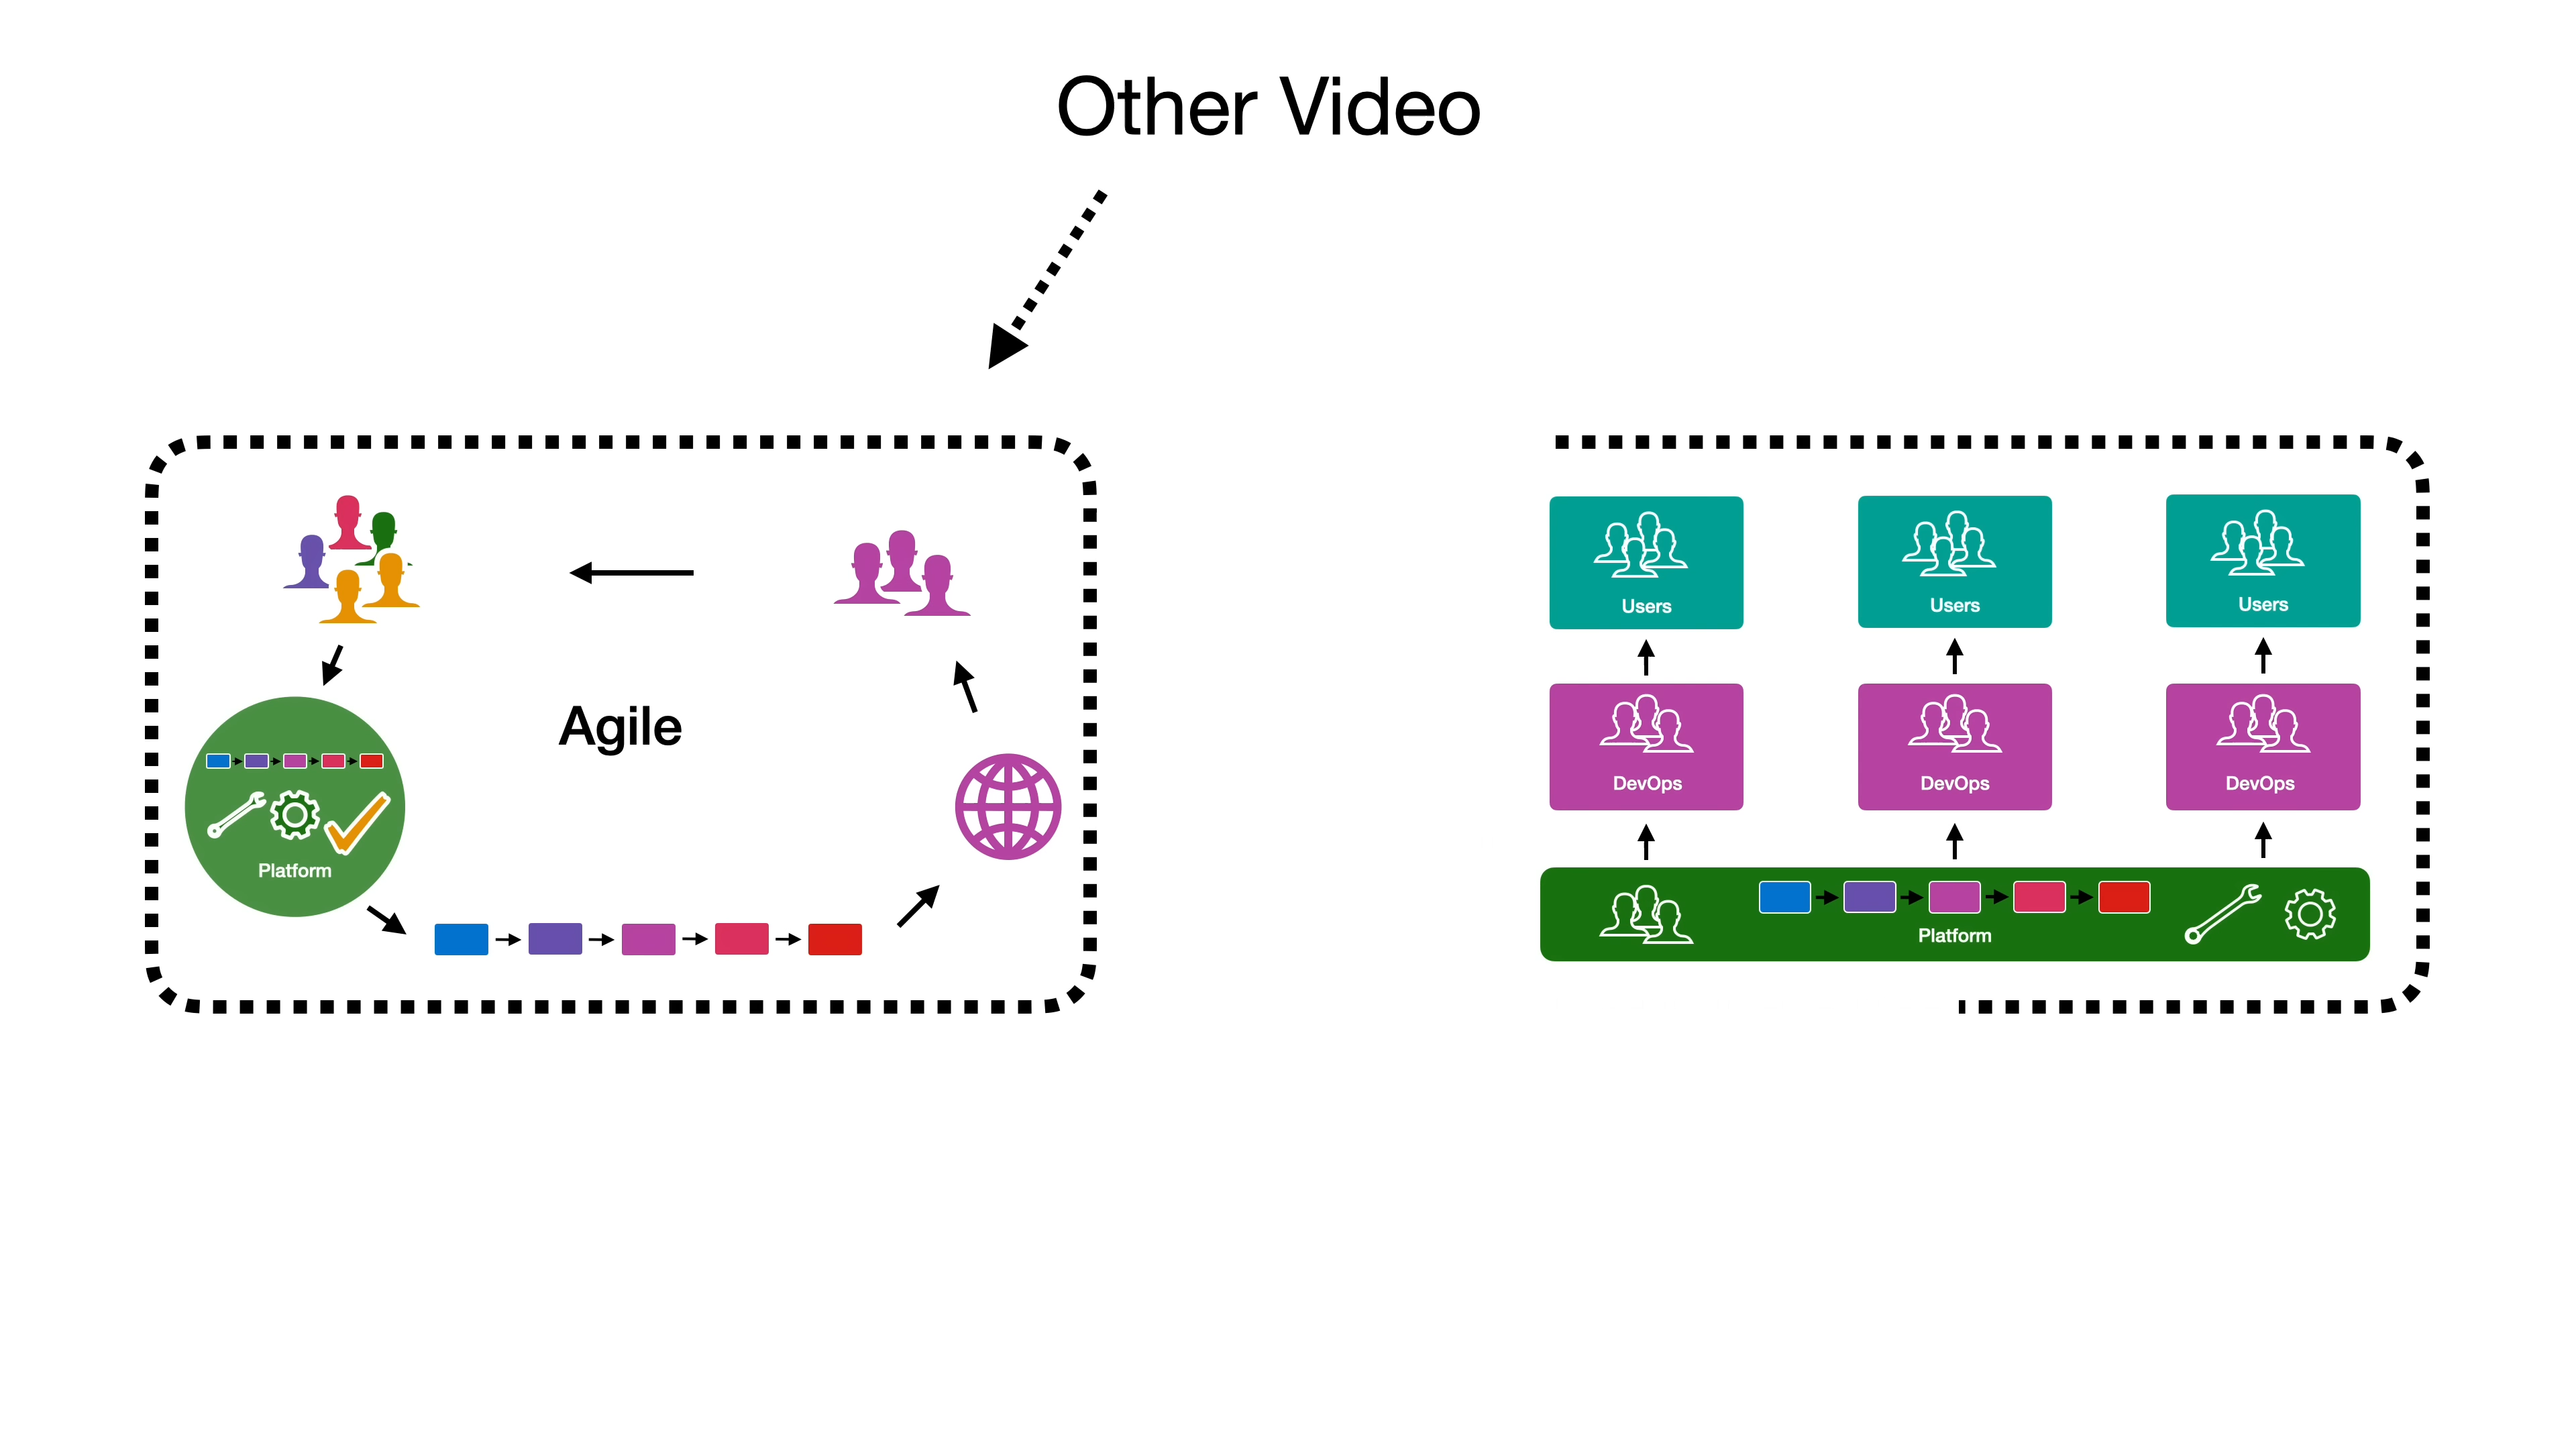 Other Video
Agile
Platform
Users
Users
Users
DevOps
DevOps
DevOps
Platform